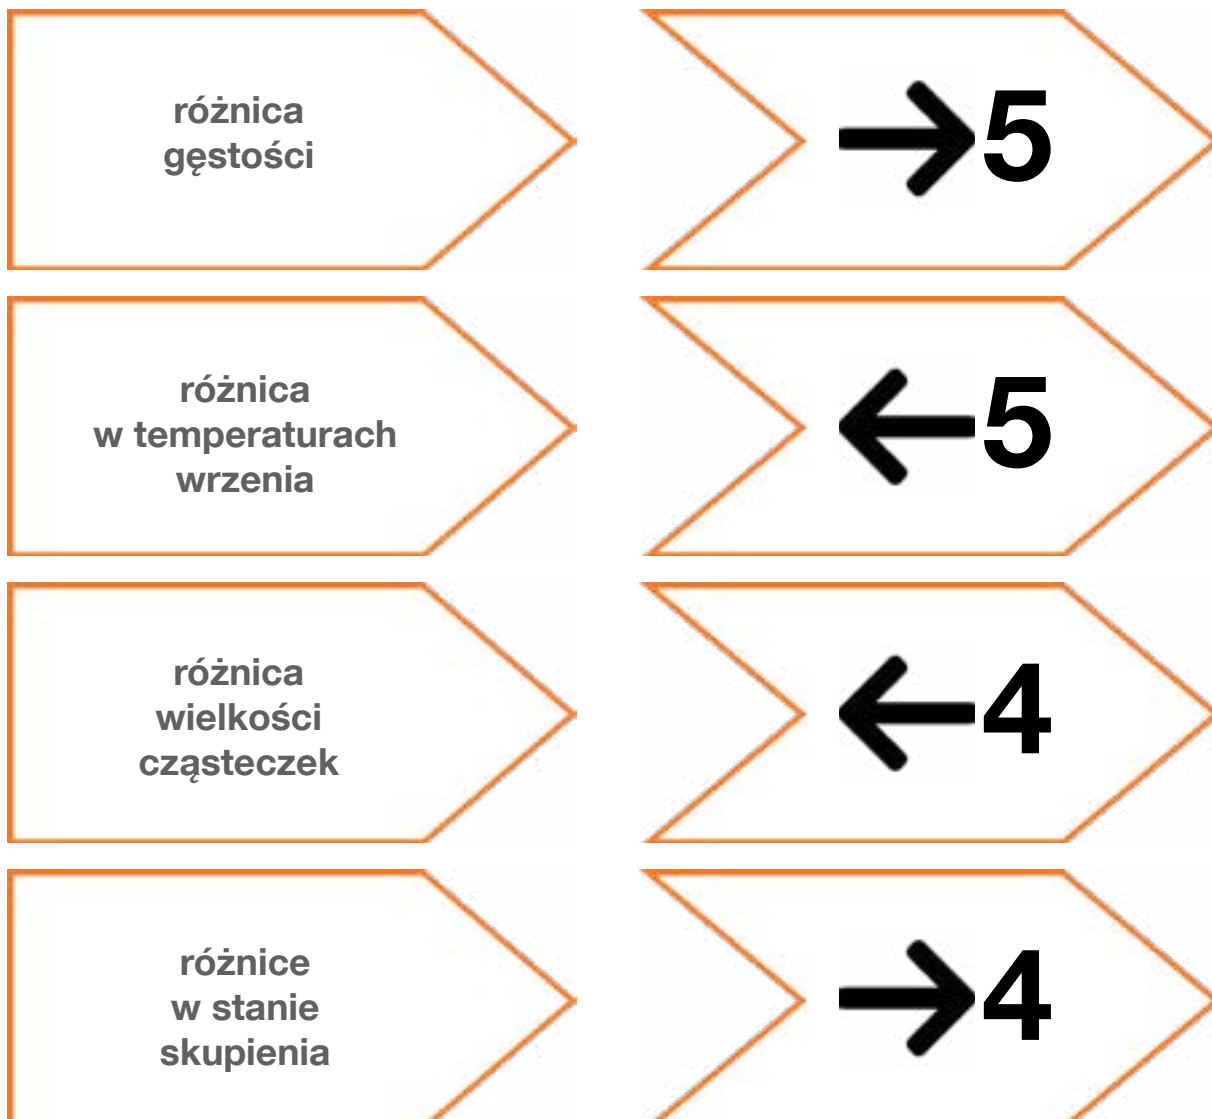 różnica
gęstości
→5
różnica
w temperaturach
wrzenia
←5
różnica
wielkości
cząsteczek
←4
różnice
w stanie
skupienia
→4